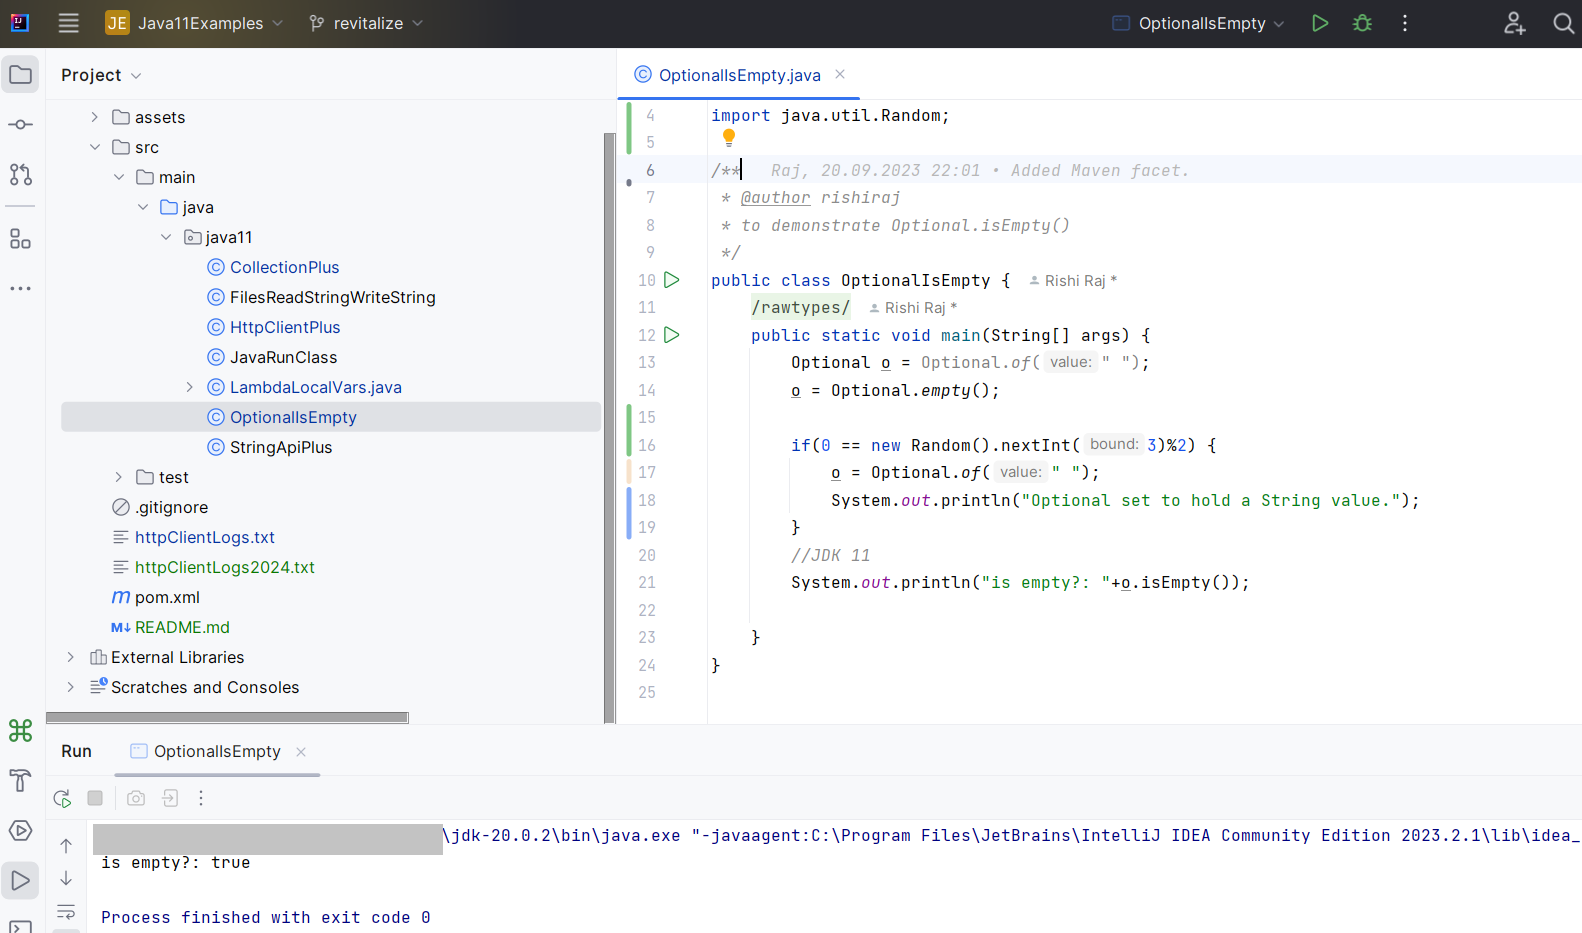 JE Java11Examples revitalize OptionalIsEmpty
Project
OptionalIsEmpty.java
assets
src
main
java
java11
CollectionPlus
FilesReadStringWriteString
HttpClientPlus
JavaRunClass
LambdaLocalVars.java
OptionalIsEmpty
StringApiPlus
test
.gitignore
httpClientLogs.txt
httpClientLogs2024.txt
pom.xml
README.md
External Libraries
Scratches and Consoles
4 import java.util.Random;
5
6 /** Raj, 20.09.2023 22:01 • Added Maven facet.
7 * @author rishiraj
8 * to demonstrate Optional.isEmpty()
9 */
10 public class OptionalIsEmpty { Rishi Raj *
11 /rawtypes/ Rishi Raj *
12 public static void main(String[] args) {
13 Optional o = Optional.of( value: " ");
14 o = Optional.empty();
15
16 if(0 == new Random().nextInt( bound: 3)%2) {
17 o = Optional.of( value: " ");
18 System.out.println("Optional set to hold a String value.");
19 }
20 //JDK 11
21 System.out.println("is empty?: "+o.isEmpty());
22
23 }
24 }
25
Run OptionalIsEmpty
\jdk-20.0.2\bin\java.exe "-javaagent:C:\Program Files\JetBrains\IntelliJ IDEA Community Edition 2023.2.1\lib\idea_
is empty?: true
Process finished with exit code 0